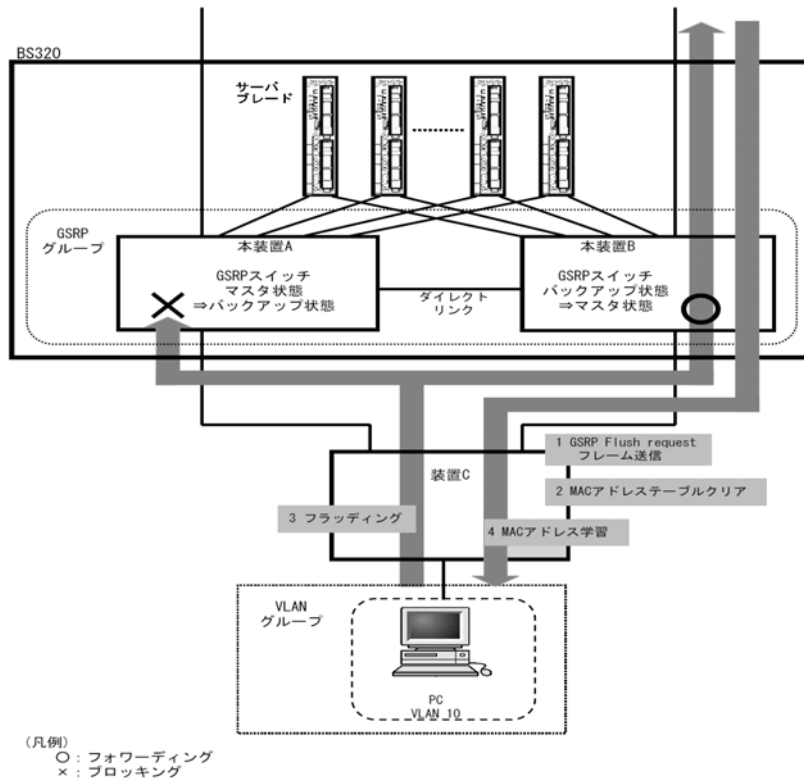 BS320
サーバ
ブレード
GSRP
グループ
本装置A
GSRPスイッチ
マスタ状態
⇒バックアップ状態
ダイレクト
リンク
本装置B
GSRPスイッチ
バックアップ状態
⇒マスタ状態
1 GSRP Flush request
フレーム送信
装置C
2 MACアドレステーブルクリア
3 フラッディング
4 MACアドレス学習
VLAN
グループ
PC
VLAN 10
(凡例)
○ : フォワーディング
× : ブロッキング